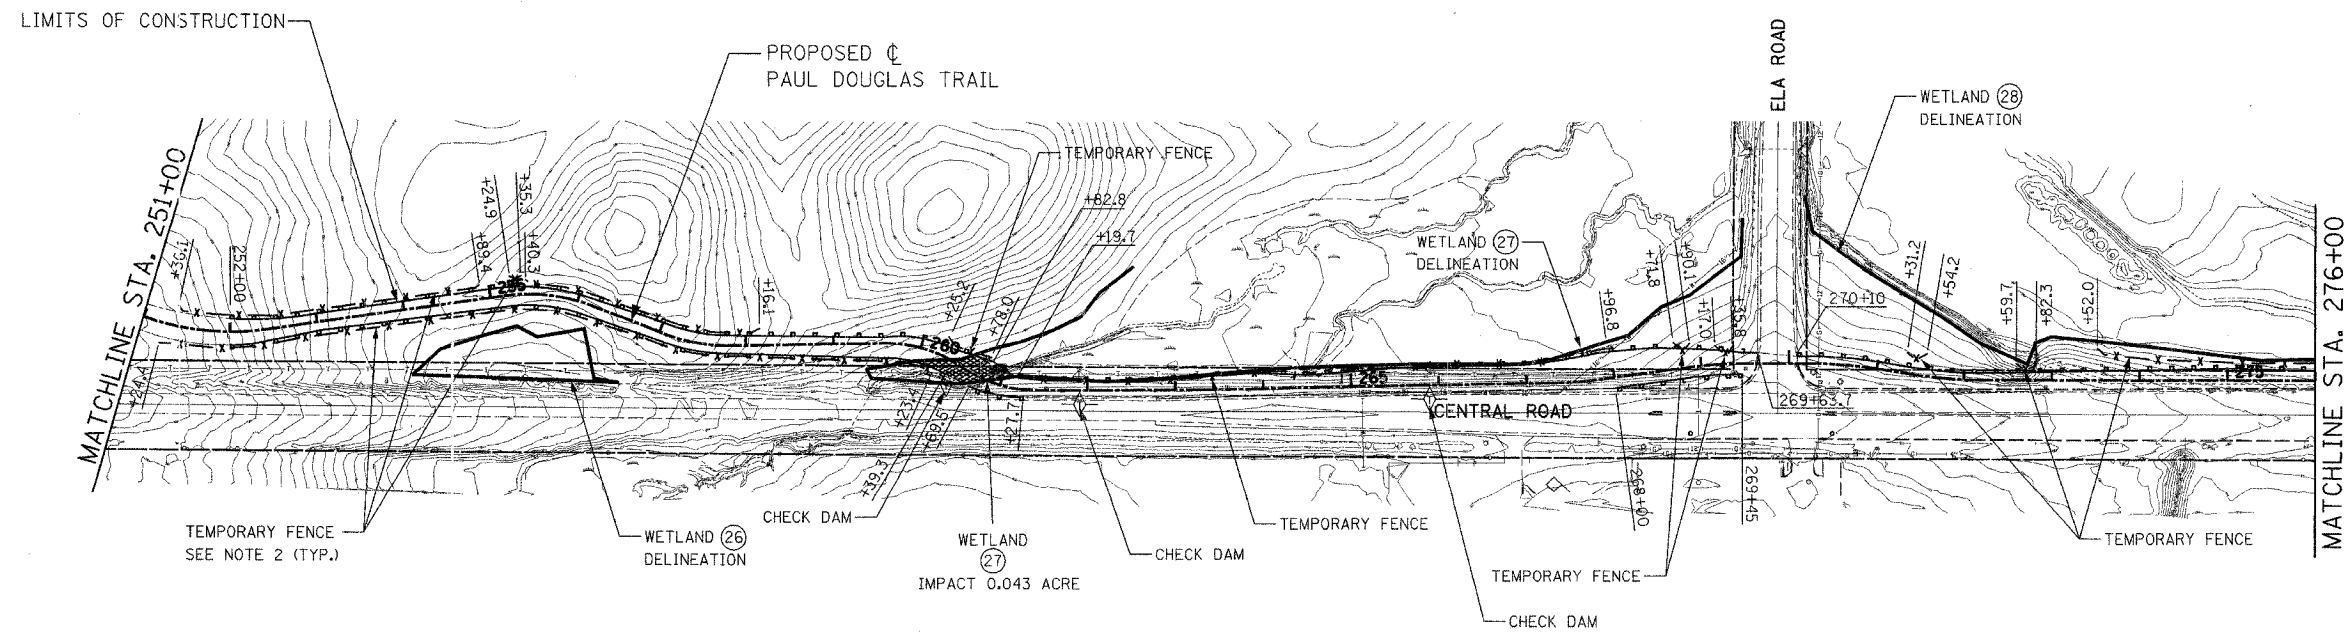 LIMITS OF CONSTRUCTION
PROPOSED ℄
PAUL DOUGLAS TRAIL
ELA ROAD
WETLAND 28
DELINEATION
TEMPORARY FENCE
MATCHLINE STA. 251+00
+36.1
252+00
+89.4
+24.9
+35.3
+40.3
255
+16.1
+25.2
+78.0
+82.8
+19.7
WETLAND 27
DELINEATION
+96.8
+71.8
+90.1
+17.0
+35.8
270+10
+31.2
+54.2
+59.7
+82.3
+52.0
MATCHLINE STA. 276+00
+24.4
260
265
275
CENTRAL ROAD
269+63.7
+23.4
+69.5
+39.3
+27.7
268+00
269+45
TEMPORARY FENCE
SEE NOTE 2 (TYP.)
WETLAND 26
DELINEATION
CHECK DAM
WETLAND
27
IMPACT 0.043 ACRE
CHECK DAM
TEMPORARY FENCE
TEMPORARY FENCE
CHECK DAM
TEMPORARY FENCE